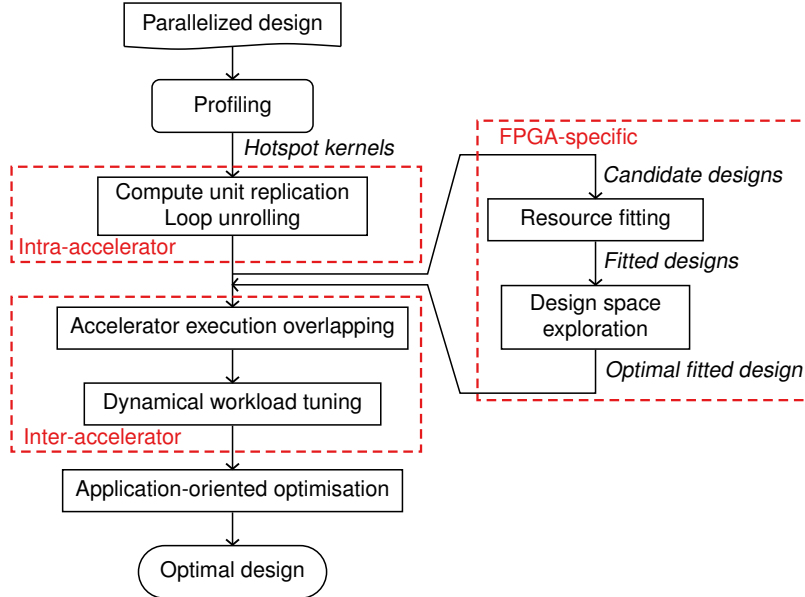 Parallelized design
Profiling
Hotspot kernels
Compute unit replication
Loop unrolling
Intra-accelerator
FPGA-specific
Candidate designs
Resource fitting
Fitted designs
Design space
exploration
Optimal fitted design
Accelerator execution overlapping
Dynamical workload tuning
Inter-accelerator
Application-oriented optimisation
Optimal design